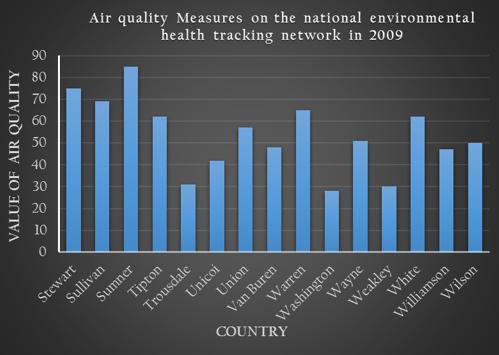 Air quality Measures on the national environmental
health tracking network in 2009
VALUE OF AIR QUALITY
90
80
70
60
50
40
30
20
10
0
Stewart
Sullivan
Sumner
Tipton
Trousdale
Unicoi
Union
Van Buren
Warren
Washington
Wayne
Weakley
White
Williamson
Wilson
COUNTRY